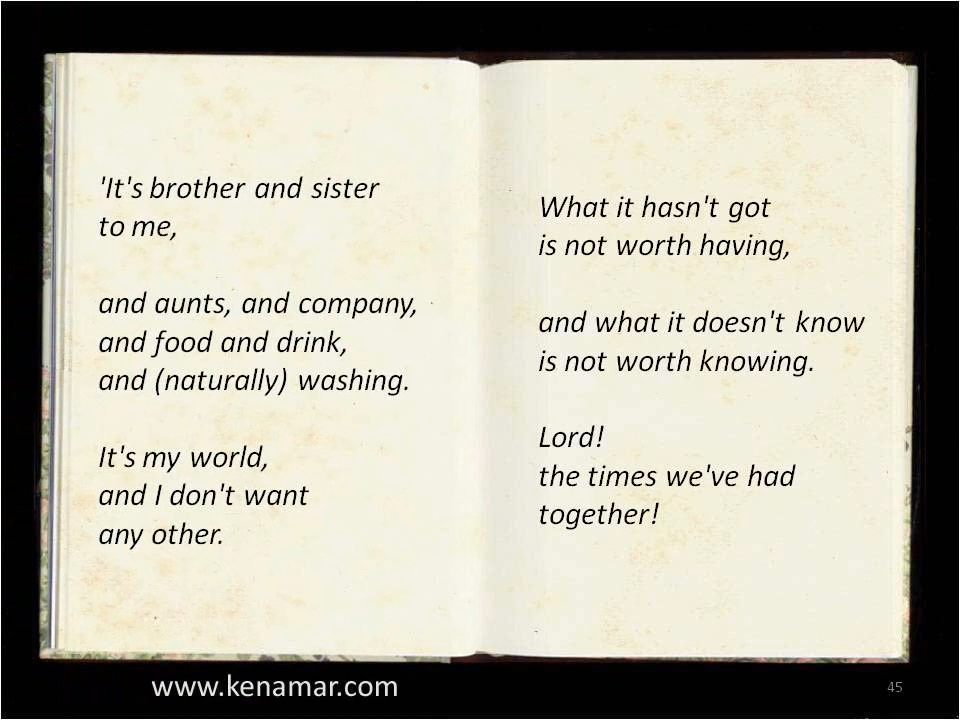 'It's brother and sister
to me,
and aunts, and company,
and food and drink,
and (naturally) washing.
It's my world,
and I don't want
any other.
What it hasn't got
is not worth having,
and what it doesn't know
is not worth knowing.
Lord!
the times we've had
together!
www.kenamar.com
45